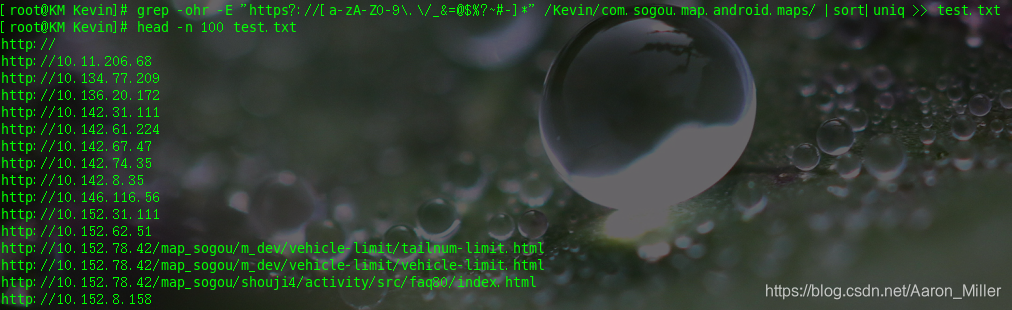 [root@KM Kevin]# grep -ohr -E "https?://[a-zA-Z0-9\.\/_&=@$%?~#-]*" /Kevin/com.sogou.map.android.maps/ |sort|uniq >> test.txt
[root@KM Kevin]# head -n 100 test.txt
http://
http://10.11.206.68
http://10.134.77.209
http://10.136.20.172
http://10.142.31.111
http://10.142.61.224
http://10.142.67.47
http://10.142.74.35
http://10.142.8.35
http://10.146.116.56
http://10.152.31.111
http://10.152.62.51
http://10.152.78.42/map_sogou/m_dev/vehicle-limit/tailnum-limit.html
http://10.152.78.42/map_sogou/m_dev/vehicle-limit/vehicle-limit.html
http://10.152.78.42/map_sogou/shouji4/activity/src/faq80/index.html
http://10.152.8.158
https://blog.csdn.net/Aaron_Miller